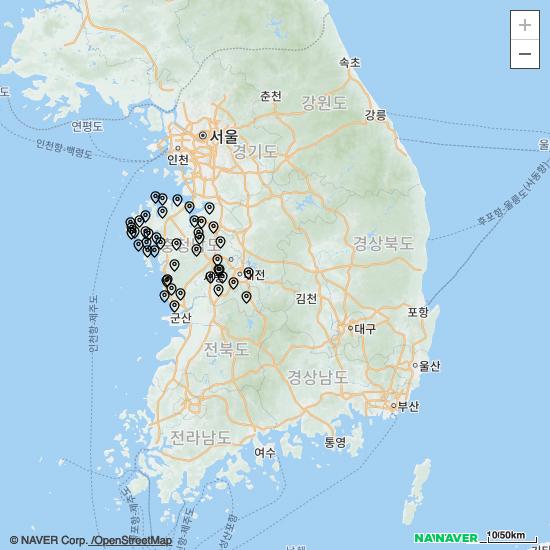 +
−
속초
춘천
강원도
강릉
연평도
서울
인천
경기도
인천항-백령도
울
후포항-울릉도(사동항)
경상북도
인천항-제주도
대전
김천
포항
군산
대구
전북도
경상남도
울산
부산
전라남도
통영
여수
© NAVER Corp. /OpenStreetMap
NAVER
10/50km